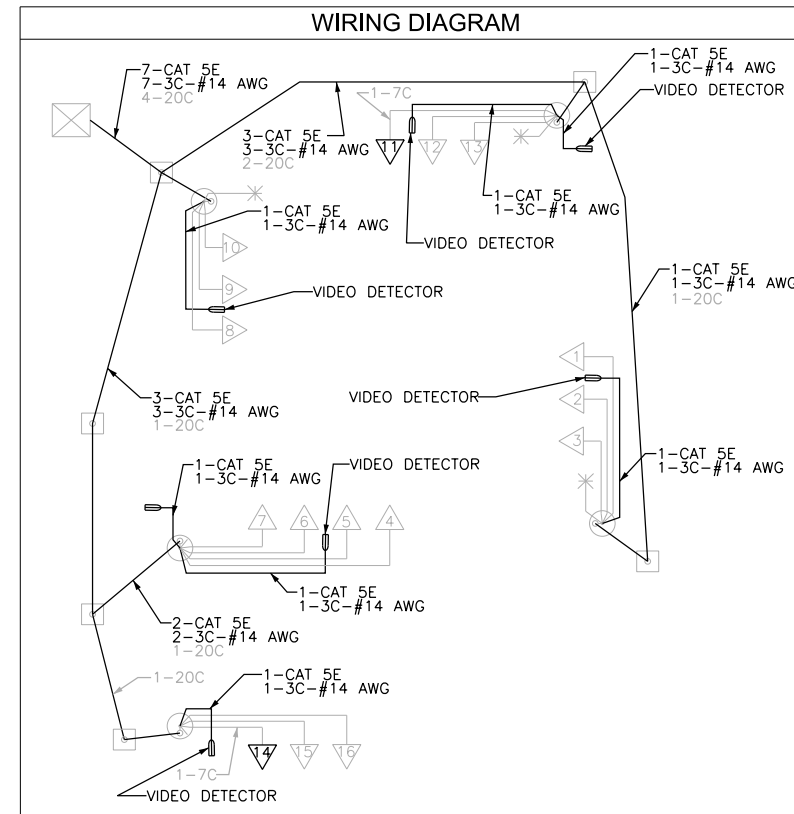 WIRING DIAGRAM
7-CAT 5E
7-3C-#14 AWG
4-20C
3-CAT 5E
3-3C-#14 AWG
2-20C
1-7C
11
12
13
1-CAT 5E
1-3C-#14 AWG
VIDEO DETECTOR
1-CAT 5E
1-3C-#14 AWG
VIDEO DETECTOR
1-CAT 5E
1-3C-#14 AWG
10
9
8
VIDEO DETECTOR
1-CAT 5E
1-3C-#14 AWG
1-20C
3-CAT 5E
3-3C-#14 AWG
1-20C
VIDEO DETECTOR
1
2
3
1-CAT 5E
1-3C-#14 AWG
1-CAT 5E
1-3C-#14 AWG
VIDEO DETECTOR
7
6
5
4
1-CAT 5E
1-3C-#14 AWG
2-CAT 5E
2-3C-#14 AWG
1-20C
1-20C
1-CAT 5E
1-3C-#14 AWG
1-7C
14
15
16
VIDEO DETECTOR